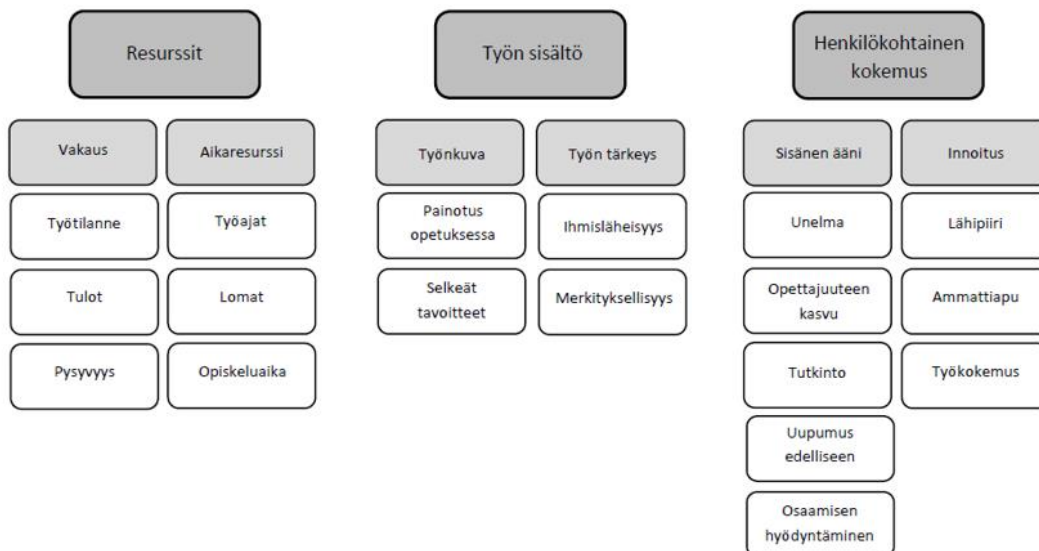 Resurssit
Työn sisältö
Henkilökohtainen
kokemus
Vakaus
Aikaresurssi
Työnkuva
Työn tärkeys
Sisänen ääni
Innoitus
Työtilanne
Työajat
Painotus
opetuksessa
Ihmisläheisyys
Unelma
Lähipiiri
Tulot
Lomat
Selkeät
tavoitteet
Merkityksellisyys
Opettajuuteen
kasvu
Ammattiapu
Pysyvyys
Opiskeluaika
Tutkinto
Työkokemus
Uupumus
edelliseen
Osaamisen
hyödyntäminen